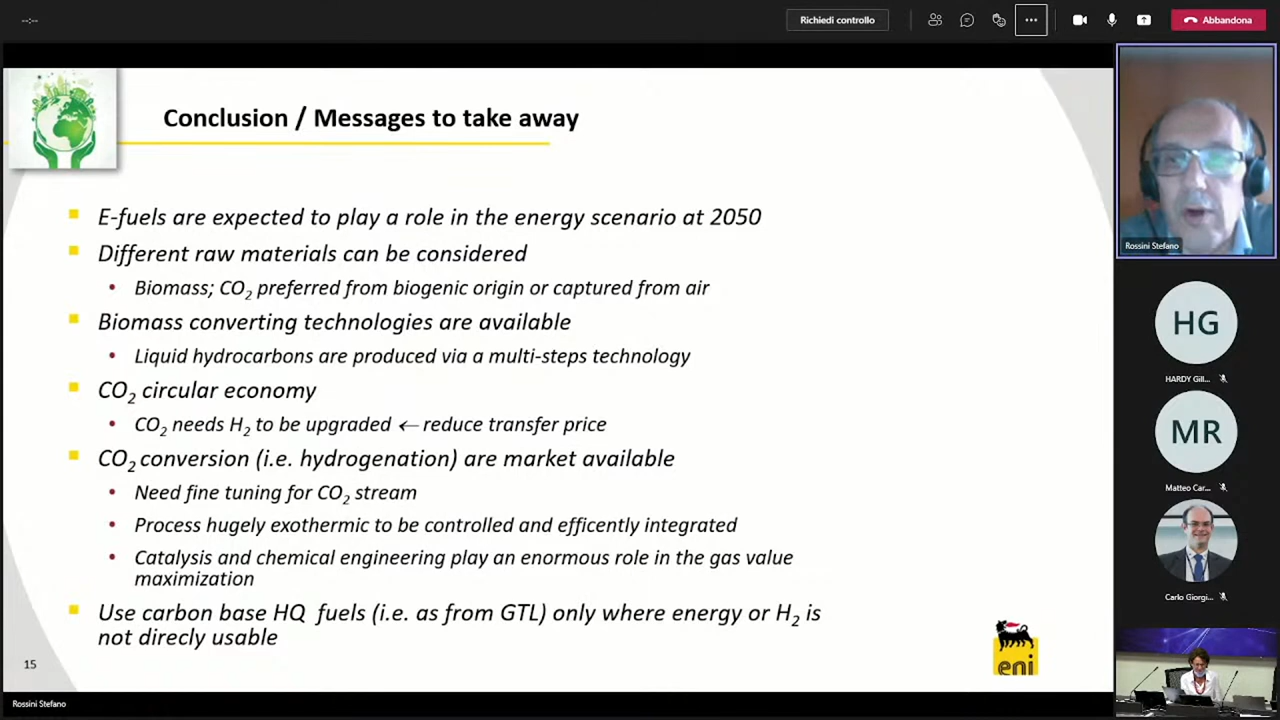 --:--
Richiedi controllo
Abbandona
Conclusion / Messages to take away
E-fuels are expected to play a role in the energy scenario at 2050
Different raw materials can be considered
• Biomass; CO2 preferred from biogenic origin or captured from air
Biomass converting technologies are available
• Liquid hydrocarbons are produced via a multi-steps technology
CO2 circular economy
• CO2 needs H2 to be upgraded ← reduce transfer price
CO2 conversion (i.e. hydrogenation) are market available
• Need fine tuning for CO2 stream
• Process hugely exothermic to be controlled and efficently integrated
• Catalysis and chemical engineering play an enormous role in the gas value
maximization
Use carbon base HQ fuels (i.e. as from GTL) only where energy or H2 is
not direcly usable
15
eni
Rossini Stefano
Rossini Stefano
HG
HARDY Gill...
MR
Matteo Car...
Carlo Giorgi...